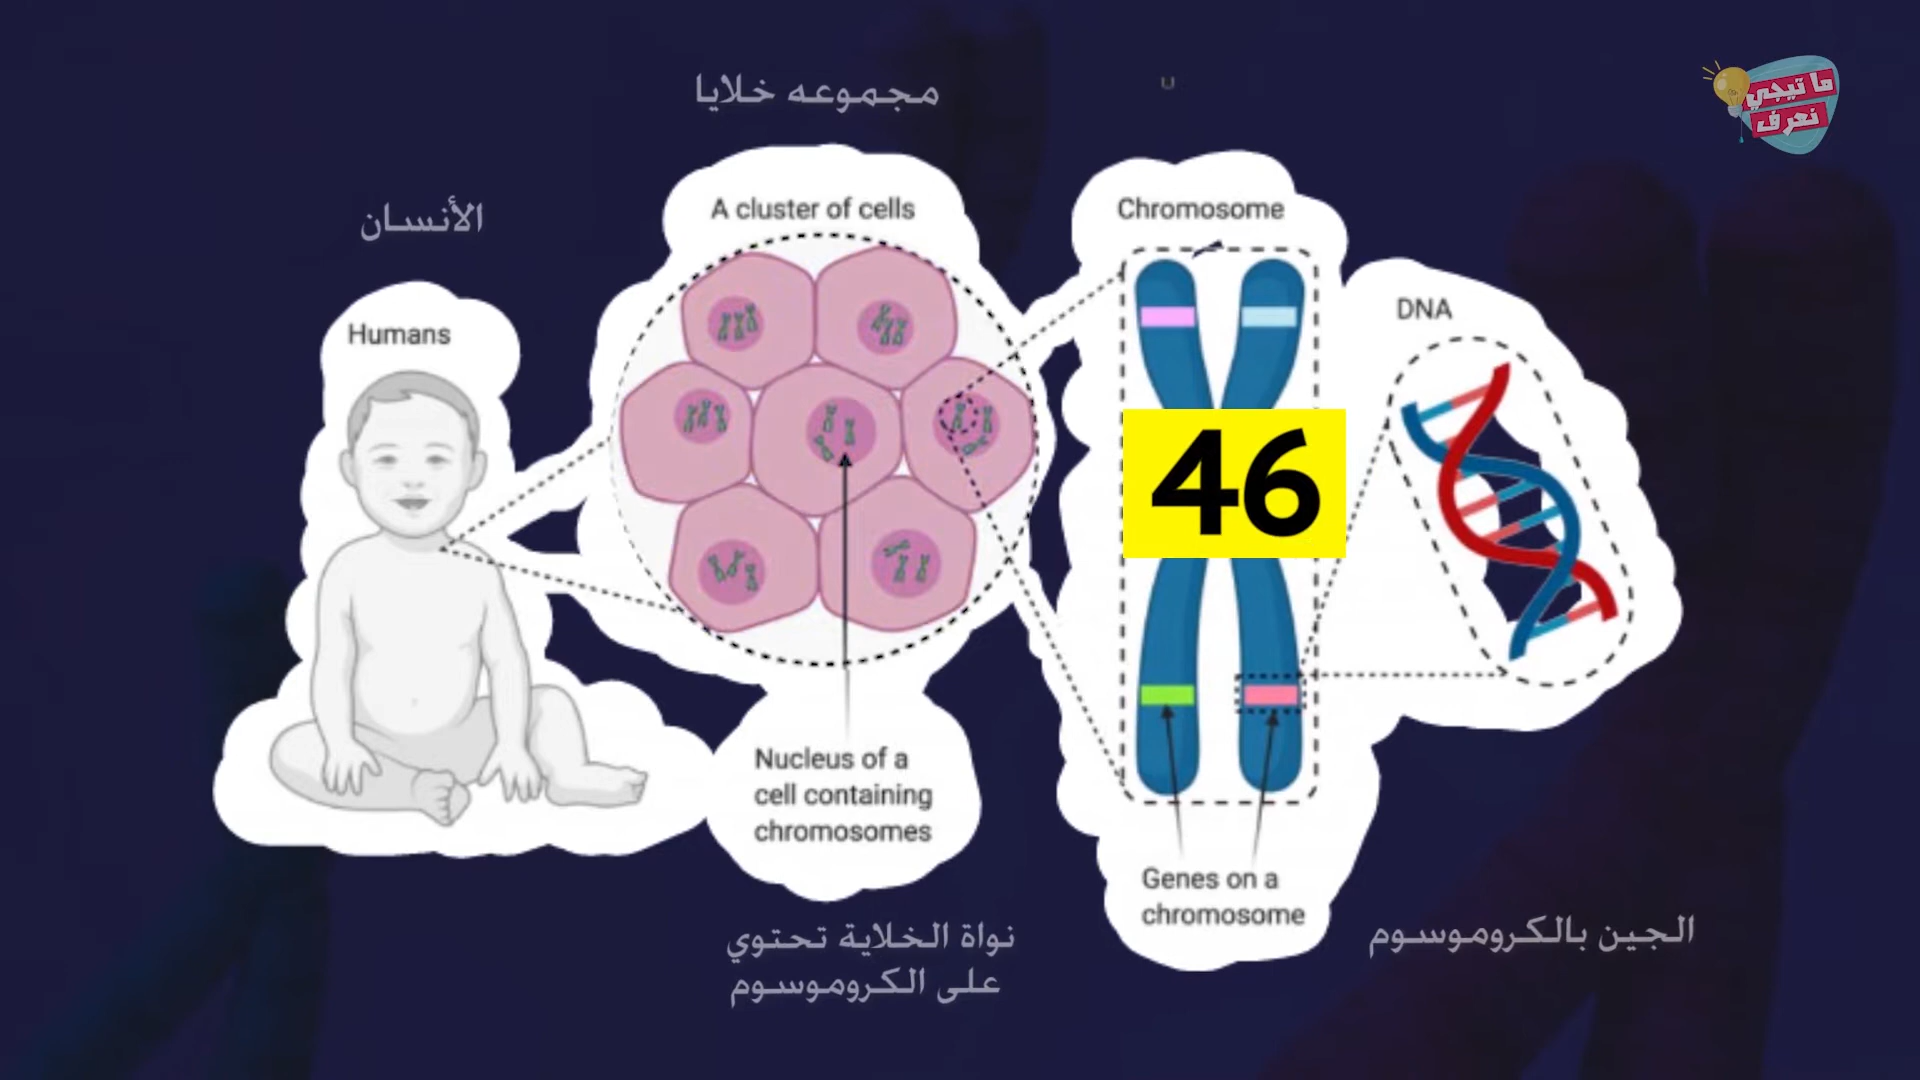 مجموعه خلايا
ما تيجي
نعرف
الأنسان
A cluster of cells
Chromosome
DNA
Humans
46
Nucleus of a
cell containing
chromosomes
Genes on a
chromosome
نواة الخلاية تحتوي
على الكروموسوم
الجين بالكروموسوم